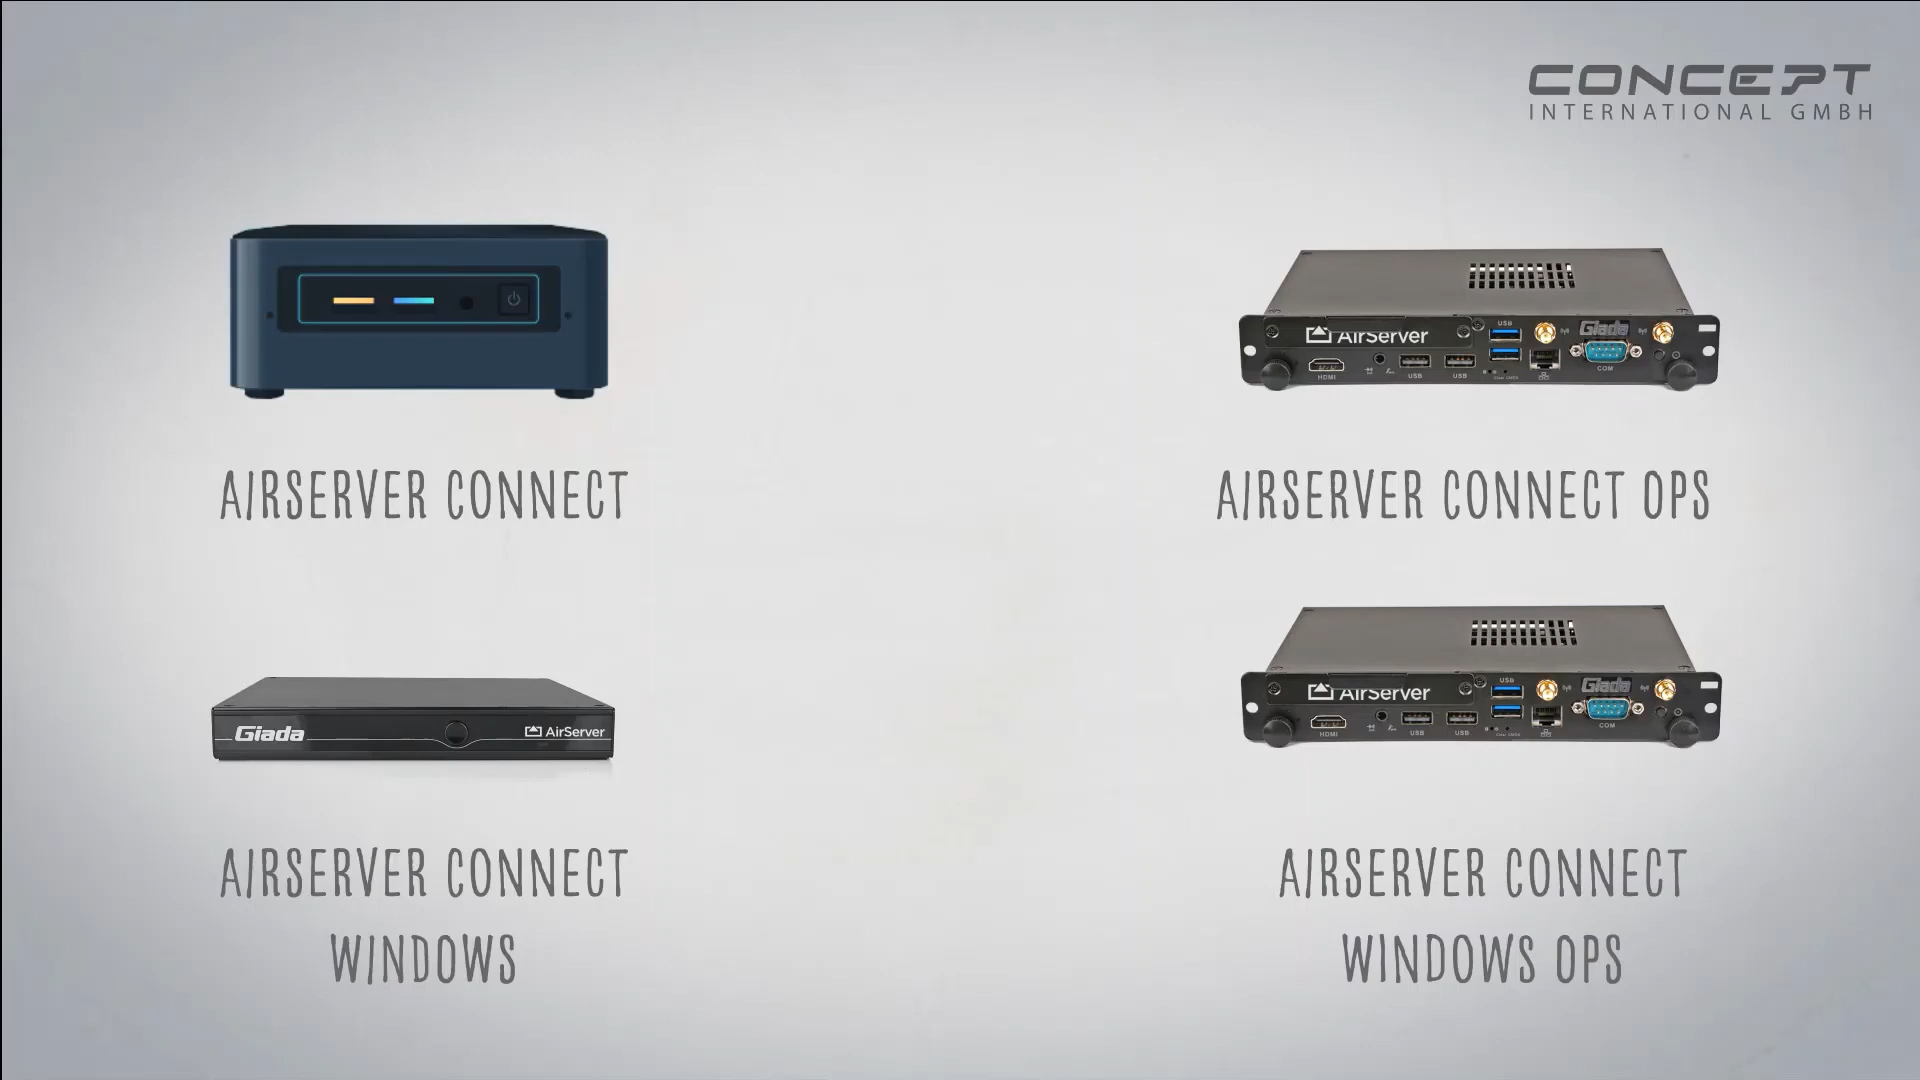 CONCEPT
INTERNATIONAL GMBH
AirServer
USB
Giada
HDMI
USB
USB
COM
AIRSERVER CONNECT
AIRSERVER CONNECT OPS
Giada
AirServer
AirServer
USB
Giada
HDMI
USB
USB
COM
AIRSERVER CONNECT
WINDOWS
AIRSERVER CONNECT
WINDOWS OPS